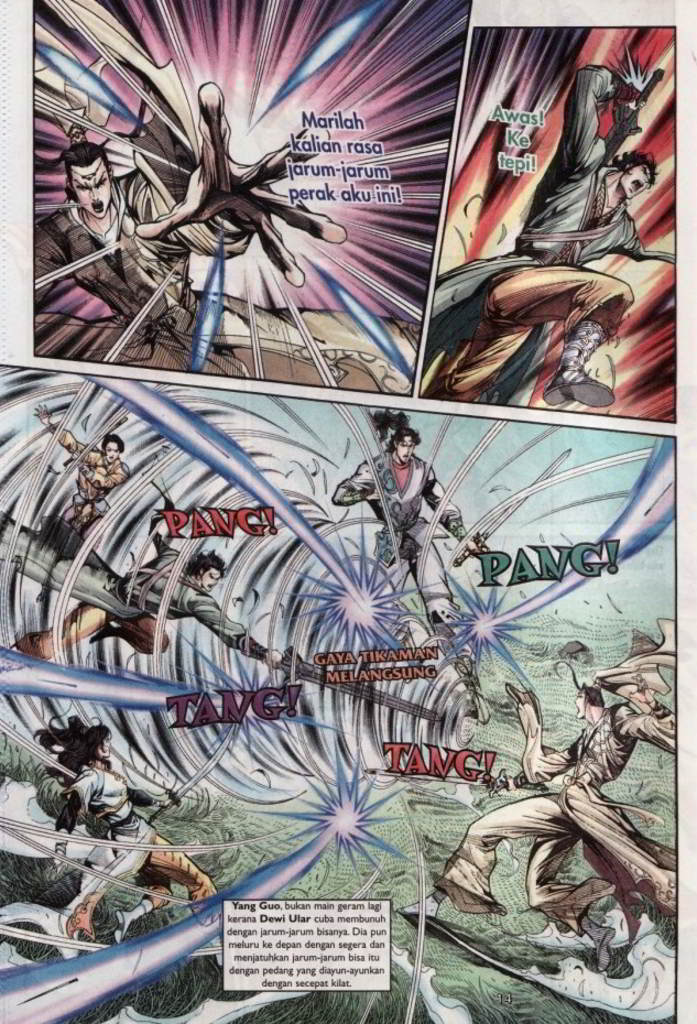 Marilah
kalian rasa
jarum-jarum
perak aku ini!
Awas!
Ke
tepi!
PANG!
PANG!
GAYA TIKAMAN
MELANGSUNG
TANG!
TANG!
Yang Guo, bukan main geram lagi
kerana Dewi Ular cuba membunuh
dengan jarum-jarum bisanya. Dia pun
meluru ke depan dengan segera dan
menjatuhkan jarum-jarum bisa itu
dengan pedang yang diayun-ayunkan
dengan secepat kilat.
14